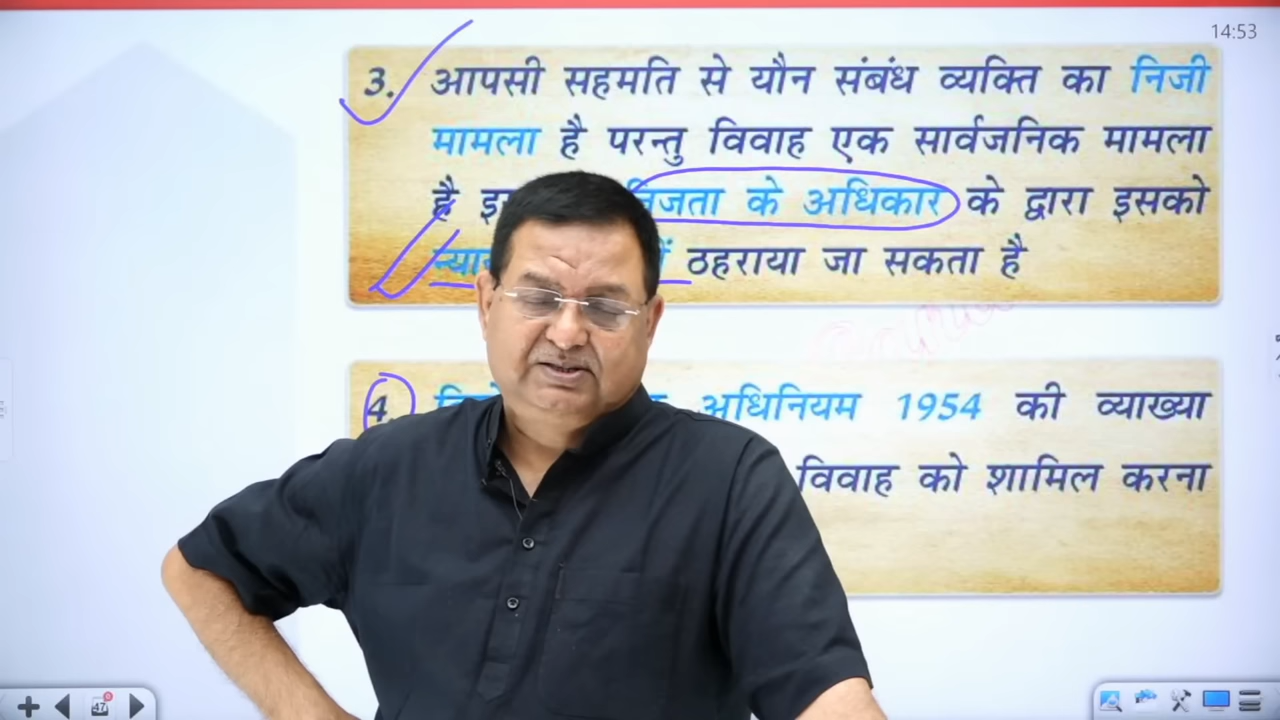 14:53
3. आपसी सहमति से यौन संबंध व्यक्ति का निजी
मामला है परन्तु विवाह एक सार्वजनिक मामला
है के अधिकार के द्वारा इसको
ठहराया जा सकता है
4. अधिनियम 1954 की व्याख्या
विवाह को शामिल करना
47